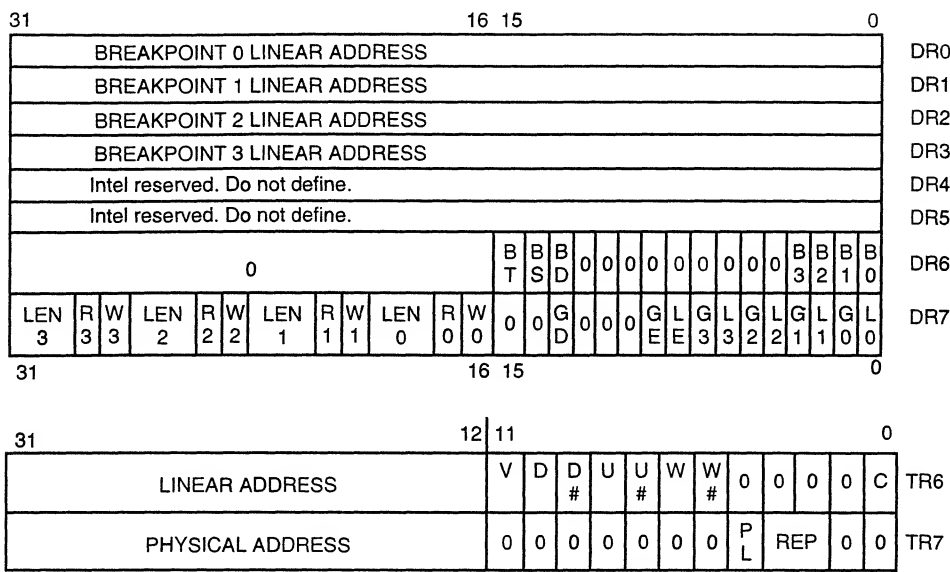 31 16 15 0
BREAKPOINT 0 LINEAR ADDRESS DR0
BREAKPOINT 1 LINEAR ADDRESS DR1
BREAKPOINT 2 LINEAR ADDRESS DR2
BREAKPOINT 3 LINEAR ADDRESS DR3
Intel reserved. Do not define. DR4
Intel reserved. Do not define. DR5
0 BT BS BD 0 0 0 0 0 0 0 0 0 B3 B2 B1 B0 DR6
LEN 3 R3 W3 LEN 2 R2 W2 LEN 1 R1 W1 LEN 0 R0 W0 0 0 GD 0 0 0 GE LE G3 L3 G2 L2 G1 L1 G0 L0 DR7
31 16 15 0
31 12 11 0
LINEAR ADDRESS V D D# U U# W W# 0 0 0 0 C TR6
PHYSICAL ADDRESS 0 0 0 0 0 0 0 PL REP 0 0 TR7